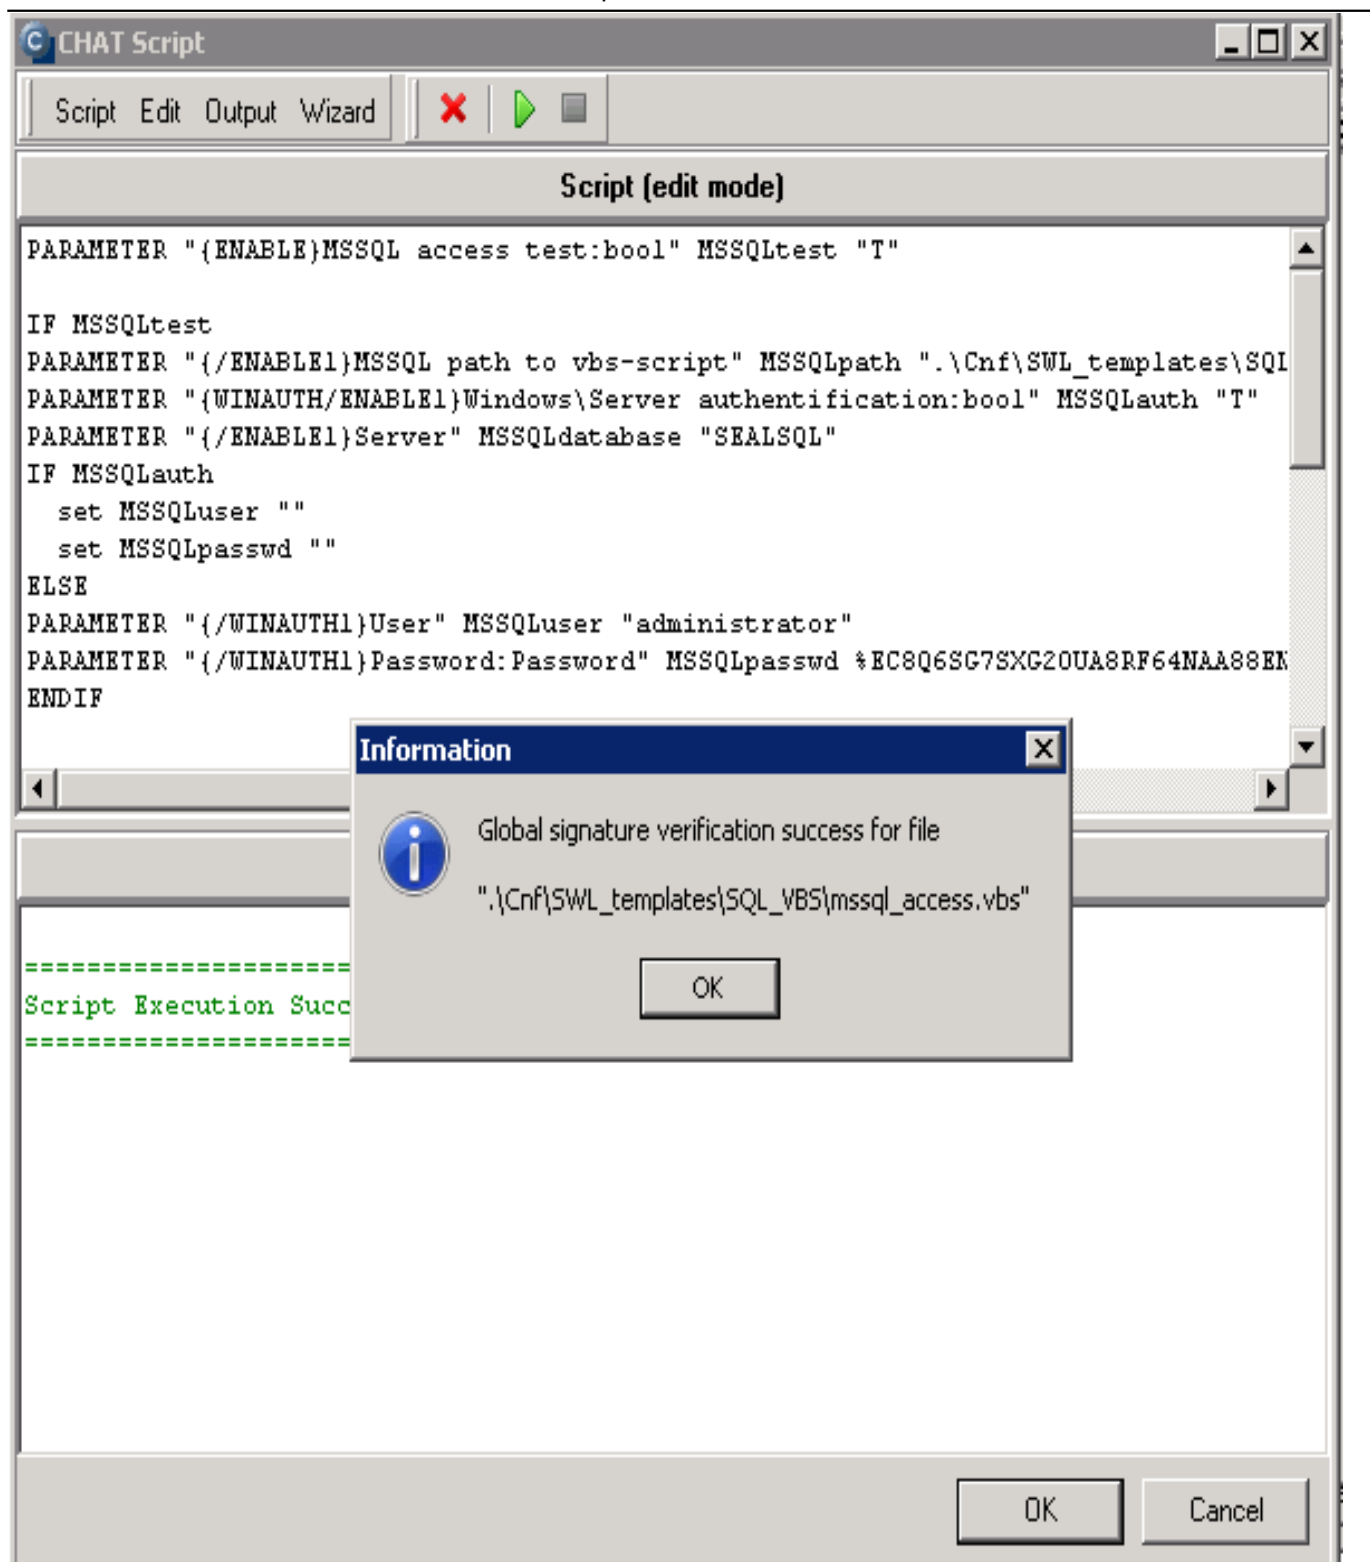 CHAT Script
Script Edit Output Wizard
Script (edit mode)
PARAMETER "{ENABLE}MSSQL access test:bool" MSSQLtest "T"
IF MSSQLtest
PARAMETER "{/ENABLE1}MSSQL path to vbs-script" MSSQLpath ".\Cnf\SWL_templates\SQL
PARAMETER "{WINAUTH/ENABLE1}Windows\Server authentification:bool" MSSQLauth "T"
PARAMETER "{/ENABLE1}Server" MSSQLdatabase "SEALSQL"
IF MSSQLauth
set MSSQLuser ""
set MSSQLpasswd ""
ELSE
PARAMETER "{/WINAUTH1}User" MSSQLuser "administrator"
PARAMETER "{/WINAUTH1}Password:Password" MSSQLpasswd %EC8Q6SG7SXG2OUA8RF64NAA88EN
ENDIF
Information
Global signature verification success for file
".\Cnf\SWL_templates\SQL_VBS\mssql_access.vbs"
OK
=====================
Script Execution Succ
=====================
OK Cancel